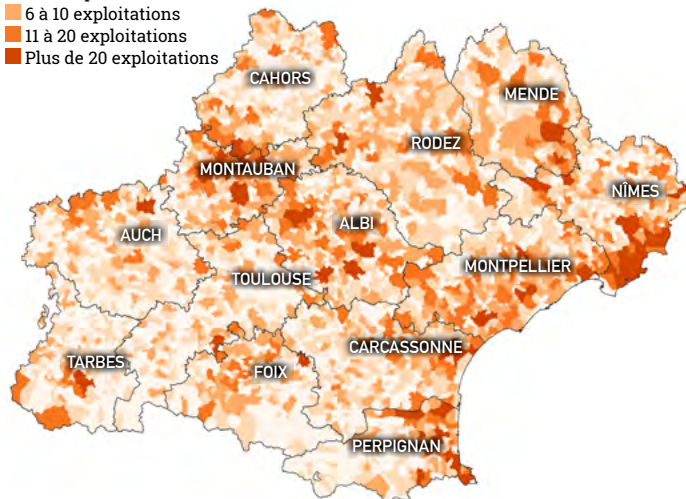 6 à 10 exploitations
11 à 20 exploitations
Plus de 20 exploitations
CAHORS
MENDE
RODEZ
MONTAUBAN
NÎMES
ALBI
AUCH
MONTPELLIER
TOULOUSE
CARCASSONNE
TARBES
FOIX
PERPIGNAN